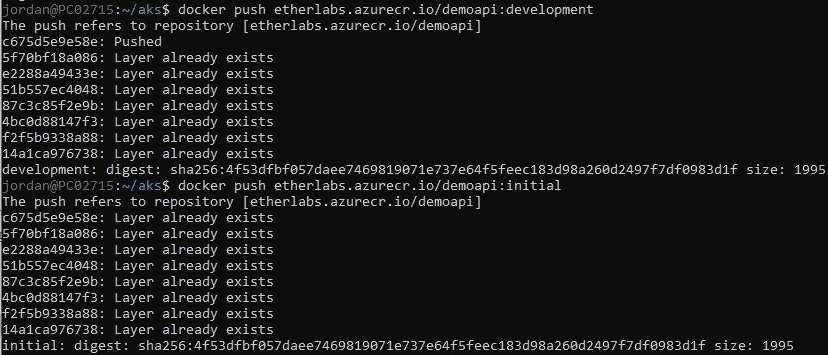 jordan@PC02715:~/aks$ docker push etherlabs.azurecr.io/demoapi:development
The push refers to repository [etherlabs.azurecr.io/demoapi]
c675d5e9e58e: Pushed
5f70bf18a086: Layer already exists
e2288a49433e: Layer already exists
51b557ec4048: Layer already exists
87c3c85f2e9b: Layer already exists
4bc0d88147f3: Layer already exists
f2f5b9338a88: Layer already exists
14a1ca976738: Layer already exists
development: digest: sha256:4f53dfbf057daee7469819071e737e64f5feec183d98a260d2497f7df0983d1f size: 1995
jordan@PC02715:~/aks$ docker push etherlabs.azurecr.io/demoapi:initial
The push refers to repository [etherlabs.azurecr.io/demoapi]
c675d5e9e58e: Layer already exists
5f70bf18a086: Layer already exists
e2288a49433e: Layer already exists
51b557ec4048: Layer already exists
87c3c85f2e9b: Layer already exists
4bc0d88147f3: Layer already exists
f2f5b9338a88: Layer already exists
14a1ca976738: Layer already exists
initial: digest: sha256:4f53dfbf057daee7469819071e737e64f5feec183d98a260d2497f7df0983d1f size: 1995